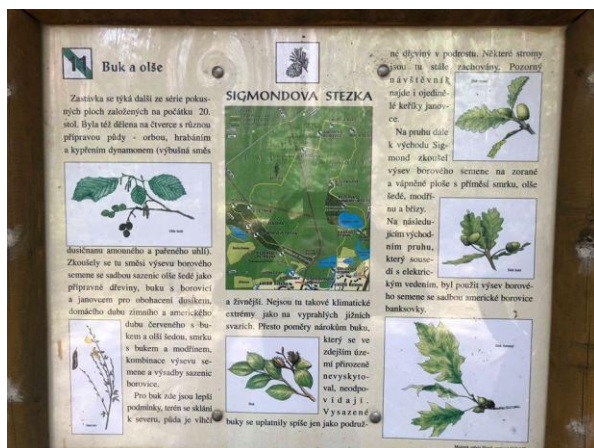 11 Buk a olše
Zastávka se týká další ze série pokus-
ných ploch založených na počátku 20.
stol. Byla též dělena na čtverce s různou
přípravou půdy - orbou, hrabáním
a kypřením dynamonem (výbušná směs
dusičnanu amonného a pařeného uhlí).
Zkoušely se tu směsi výsevu borového
semene se sadbou sazenic olše šedé jako
přípravné dřeviny, buku s borovicí
a janovcem pro obohacení dusíkem,
domácího dubu zimního a amerického
dubu červeného s bu-
kem a olší šedou, smrku
s bukem a modřínem,
kombinace výsevu se-
mene a výsadby sazenic
borovice.
Pro buk zde jsou lepší
podmínky, terén se sklání
k severu, půda je vlhčí
SIGMONDOVA STEZKA
a živnější. Nejsou tu takové klimatické
extrémy jako na vyprahlých jižních
svazích. Přesto poměry nárokům buku,
který se ve
zdejším úze-
mí přirozeně
nevyskyto-
val, neodpo-
vídají.
Vysazené
buky se uplatnily spíše jen jako podruž-
né dřeviny v podrostu. Některé stromy
jsou tu stále zachovány. Pozorný
návštěvník
najde i ojedině-
lé keříky janov-
ce.
Na pruhu dále
k východu Sig-
mond zkoušel
výsev borového semene na zorané
a vápněné ploše s příměsí smrku, olše
šedé, modří-
nu a břízy.
Na následu-
jícím východ-
ním pruhu,
který souse-
dí s elektric-
kým vedením, byl použit výsev borové-
ho semene se sadbou americké borovice
banksovky.